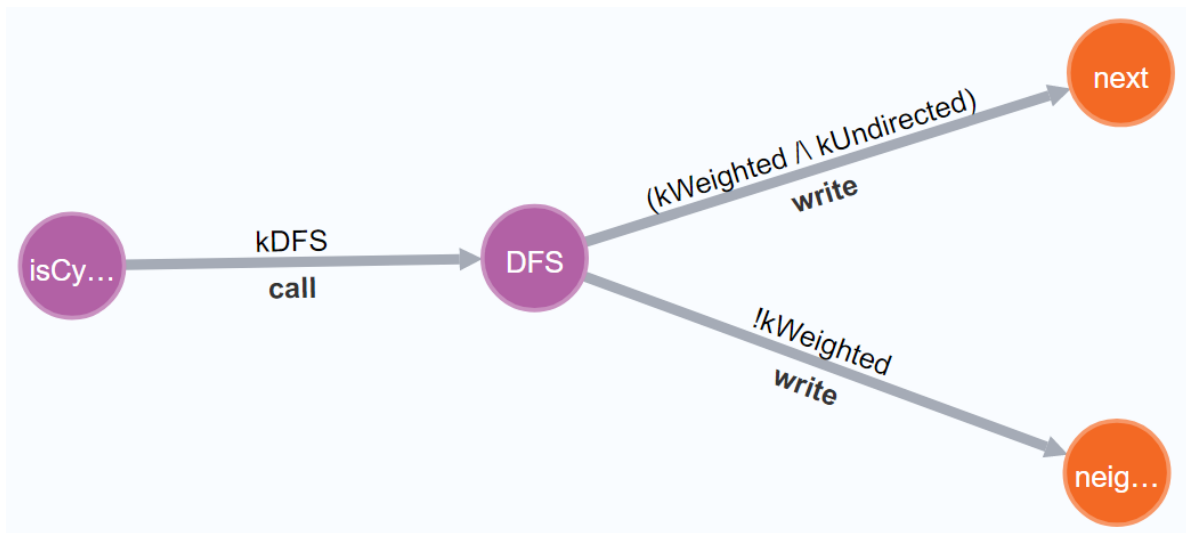 next
(kWeighted /\ kUndirected)
write
kDFS
isCy…
DFS
call
!kWeighted
write
neig…